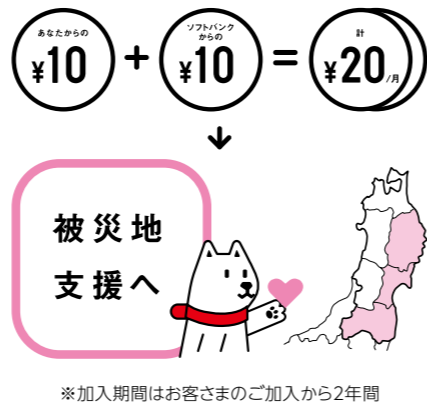 あなたからの
¥10
+
ソフトバンク
からの
¥10
=
計
¥20/月
被災地
支援へ
※加入期間はお客さまのご加入から2年間